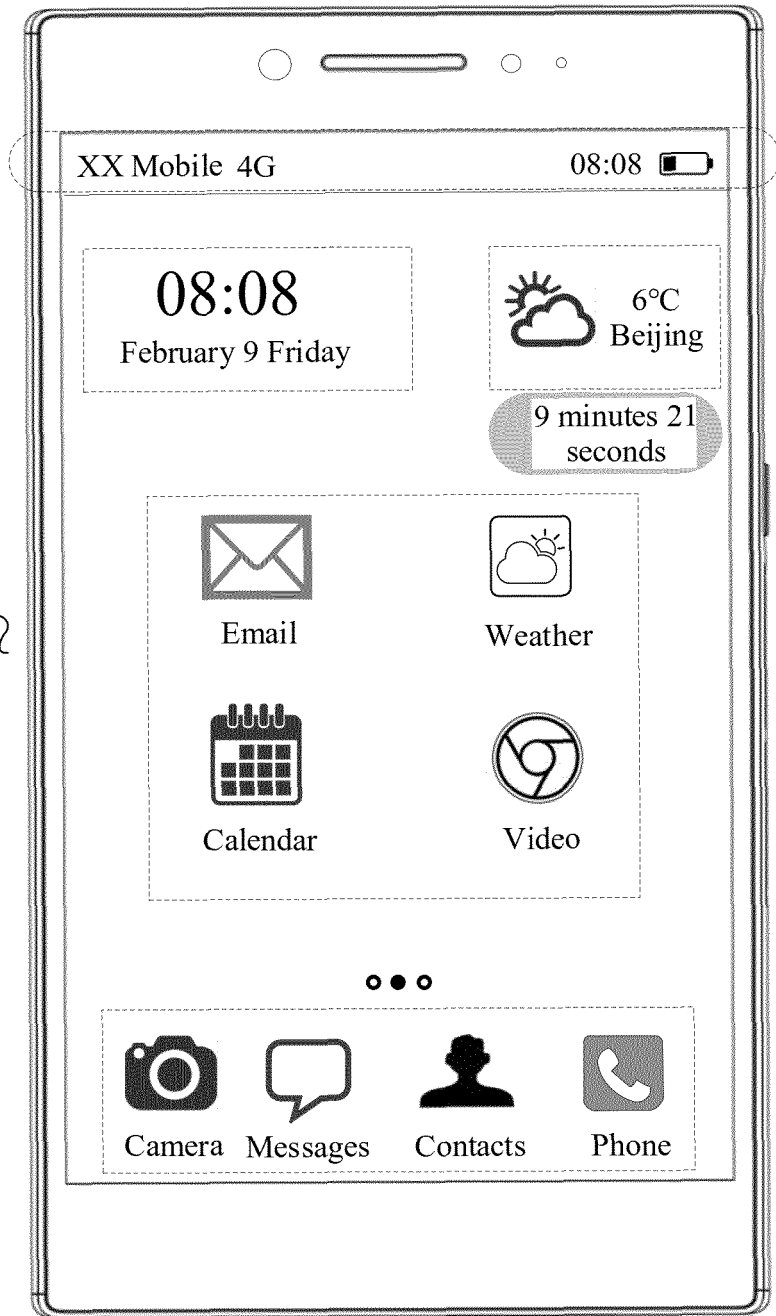 XX Mobile 4G 08:08
08:08
February 9 Friday
6°C
Beijing
9 minutes 21
seconds
Email Weather
Calendar Video
Camera Messages Contacts Phone